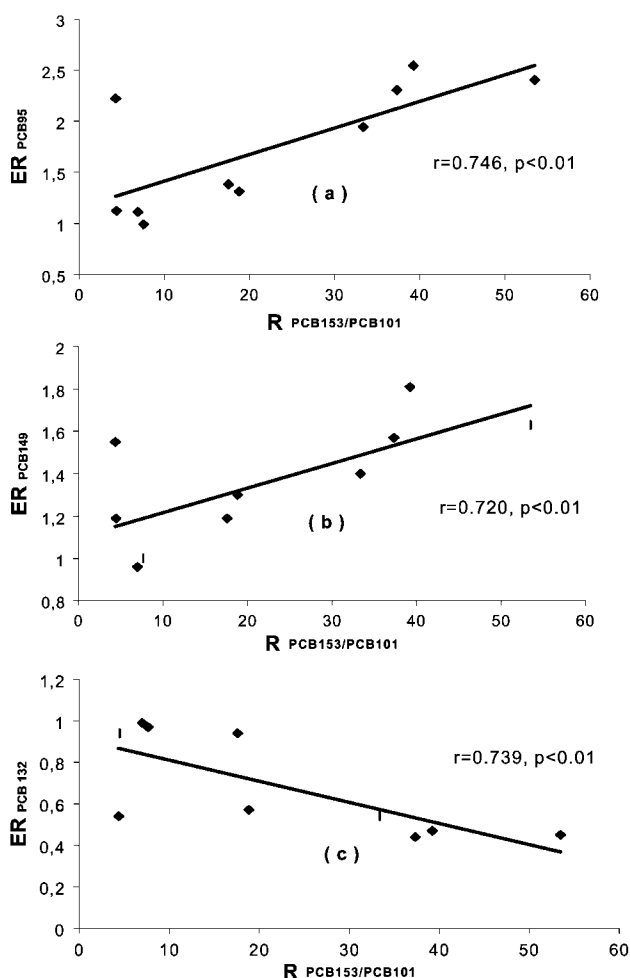 3
2,5
2
1,5
1
0,5
ER PCB95
r=0.746, p<0.01
( a )
0 10 20 30 40 50 60
R PCB153/PCB101
2
1,8
1,6
1.4
1.2
1
0.8
ER PCB149
r=0.720, p<0.01
( b )
0 10 20 30 40 50 60
R PCB153/PCB101
1,2
1
0,8
0,6
0,4
0,2
0
ER PCB 132
r=0.739, p<0.01
( c )
0 10 20 30 40 50 60
R PCB153/PCB101